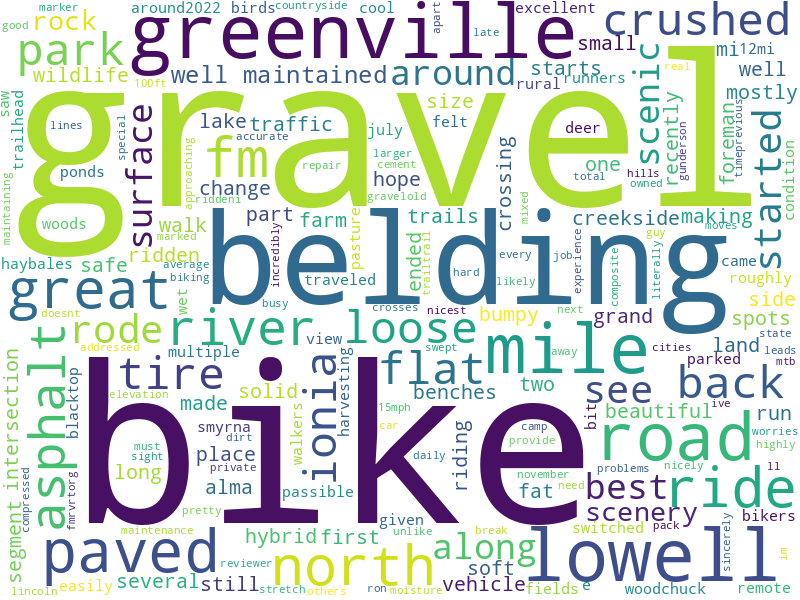 good
marker
around2022
birds
countryside
cool
apart
late
excellent
crushed
rock
park
greenville
small
mi
12mi
wildlife
100ft
well maintained
around
starts
rural
runners
scenic
real
well
saw
trailhead
gravel
size
felt
deer
mostly
lines
special
surface
lake
traffic
july
accurate
recently
gunderson
foreman
timeprevious
ponds
fm
larger
cement
one
owned
hills
condition
approaching
change
repair
hope
gravelold
total
maintaining
woods
walk
part
farm
pasture
trails
crossing
mixed
creekside
making
started
marked
ridden
riddeni
incredibly
belding
ended
trailtrail
guy
moves
haybales
safe
average
biking
wet
traveled
hard
every
likely
job
experience
composite
literally
came
roughly
great
busy
crosses
nicest
next
bumpy
grand
side
doesnt
rode
river
loose
spots
state
addressed
multiple
view
swept
mile
away
cities
land
parked
leads
mtb
asphalt
blacktop
elevation
tire
solid
ionia
harvesting
flat
benches
two
see
back
segment intersection
must
sight
made
smyrna
dirt
walkers
15mph
car
camp
provide
bit
beautiful
ive
run
worries
highly
compressed
fmrvrtorg
long
place
private
alma
passible
bike
daily
riding
fat
november
need
problems
road
nicely
ll
best
ride
pretty
scenery
bikers
paved
maintenance
hybrid
first
given
unlike
along
break
switched
pack
sincerely
im
reviewer
north
soft
lowell
lincoln
easily
several
still
stretch
others
ron
moisture
vehicle
fields
e
woodchuck
remote